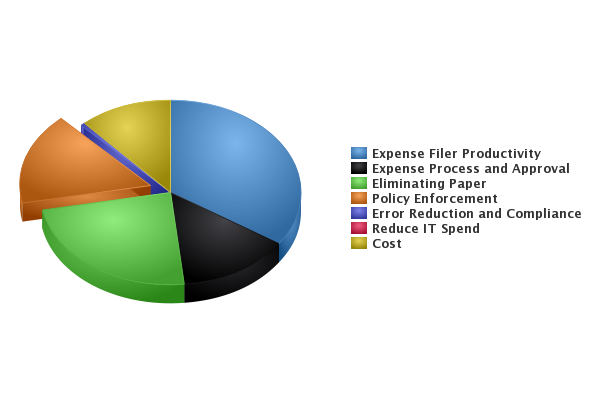 Expense Filer Productivity
Expense Process and Approval
Eliminating Paper
Policy Enforcement
Error Reduction and Compliance
Reduce IT Spend
Cost